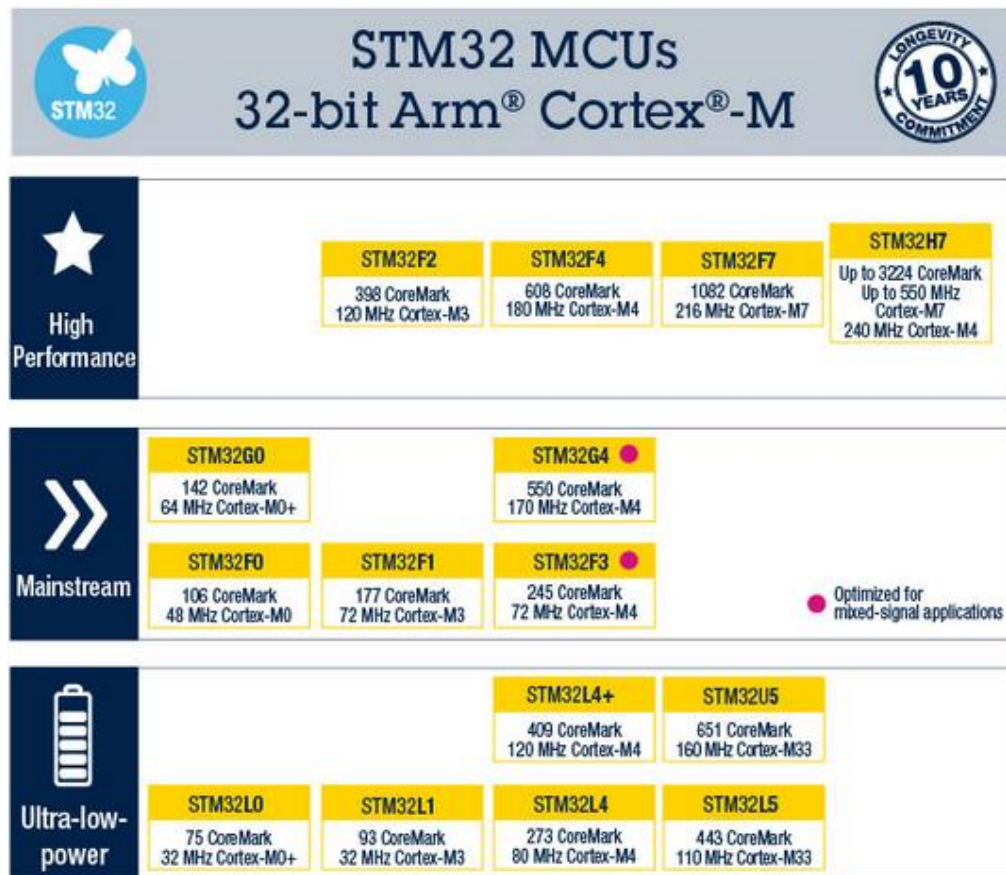 STM32
STM32 MCUs
32-bit Arm® Cortex®-M
LONGEVITY
10
YEARS
COMMITMENT
High
Performance
STM32F2
398 CoreMark
120 MHz Cortex-M3
STM32F4
608 CoreMark
180 MHz Cortex-M4
STM32F7
1082 CoreMark
216 MHz Cortex-M7
STM32H7
Up to 3224 CoreMark
Up to 550 MHz
Cortex-M7
240 MHz Cortex-M4
Mainstream
STM32G0
142 CoreMark
64 MHz Cortex-M0+
STM32G4
550 CoreMark
170 MHz Cortex-M4
STM32F0
106 CoreMark
48 MHz Cortex-M0
STM32F1
177 CoreMark
72 MHz Cortex-M3
STM32F3
245 CoreMark
72 MHz Cortex-M4
Optimized for
mixed-signal applications
Ultra-low-
power
STM32L4+
409 CoreMark
120 MHz Cortex-M4
STM32U5
651 CoreMark
160 MHz Cortex-M33
STM32L0
75 CoreMark
32 MHz Cortex-M0+
STM32L1
93 CoreMark
32 MHz Cortex-M3
STM32L4
273 CoreMark
80 MHz Cortex-M4
STM32L5
443 CoreMark
110 MHz Cortex-M33